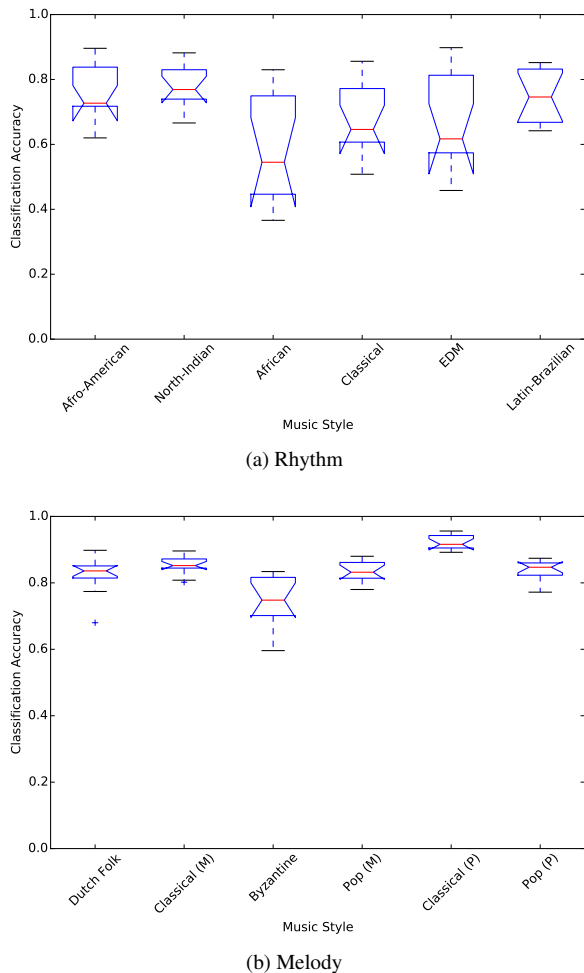 1.0
0.8
0.6
0.4
0.2
0.0
Classification Accuracy
Afro-American
North-Indian
African
Classical
EDM
Latin-Brazilian
Music Style
(a) Rhythm
1.0
0.8
0.6
0.4
0.2
0.0
Classification Accuracy
Dutch Folk
Classical (M)
Byzantine
Pop (M)
Classical (P)
Pop (P)
Music Style
(b) Melody